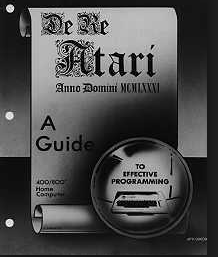 De Re
Atari
Anno Domini MCMLXXXI
A
Guide
TO
EFFECTIVE
PROGRAMMING
400/800
Home
Computer